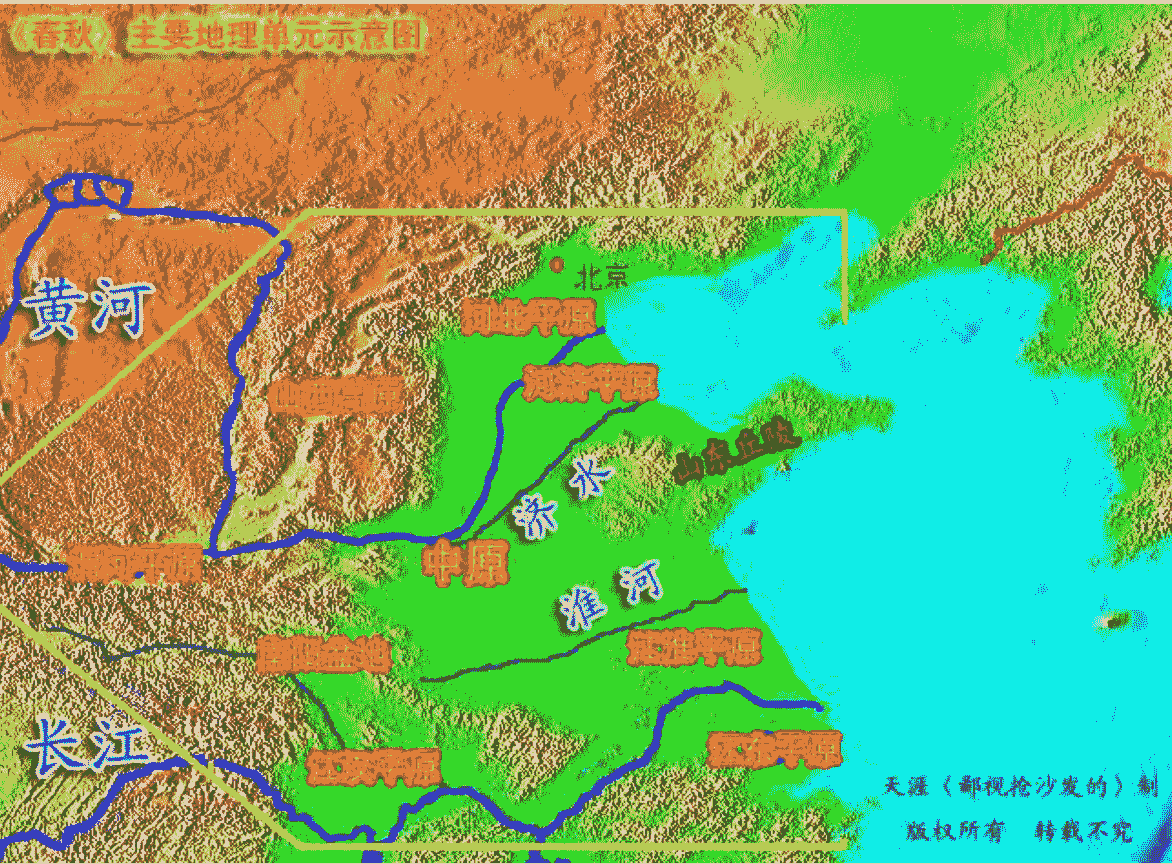 （春秋）主要地理单元示意图
北京
河北平原
黄河
河济平原
山西高原
山东丘陵
济水
中原
关中平原
淮河
江淮平原
南阳盆地
长江
江汉平原
江东平原
天涯（鄙视抢沙发的）制
版权所有 转载不究